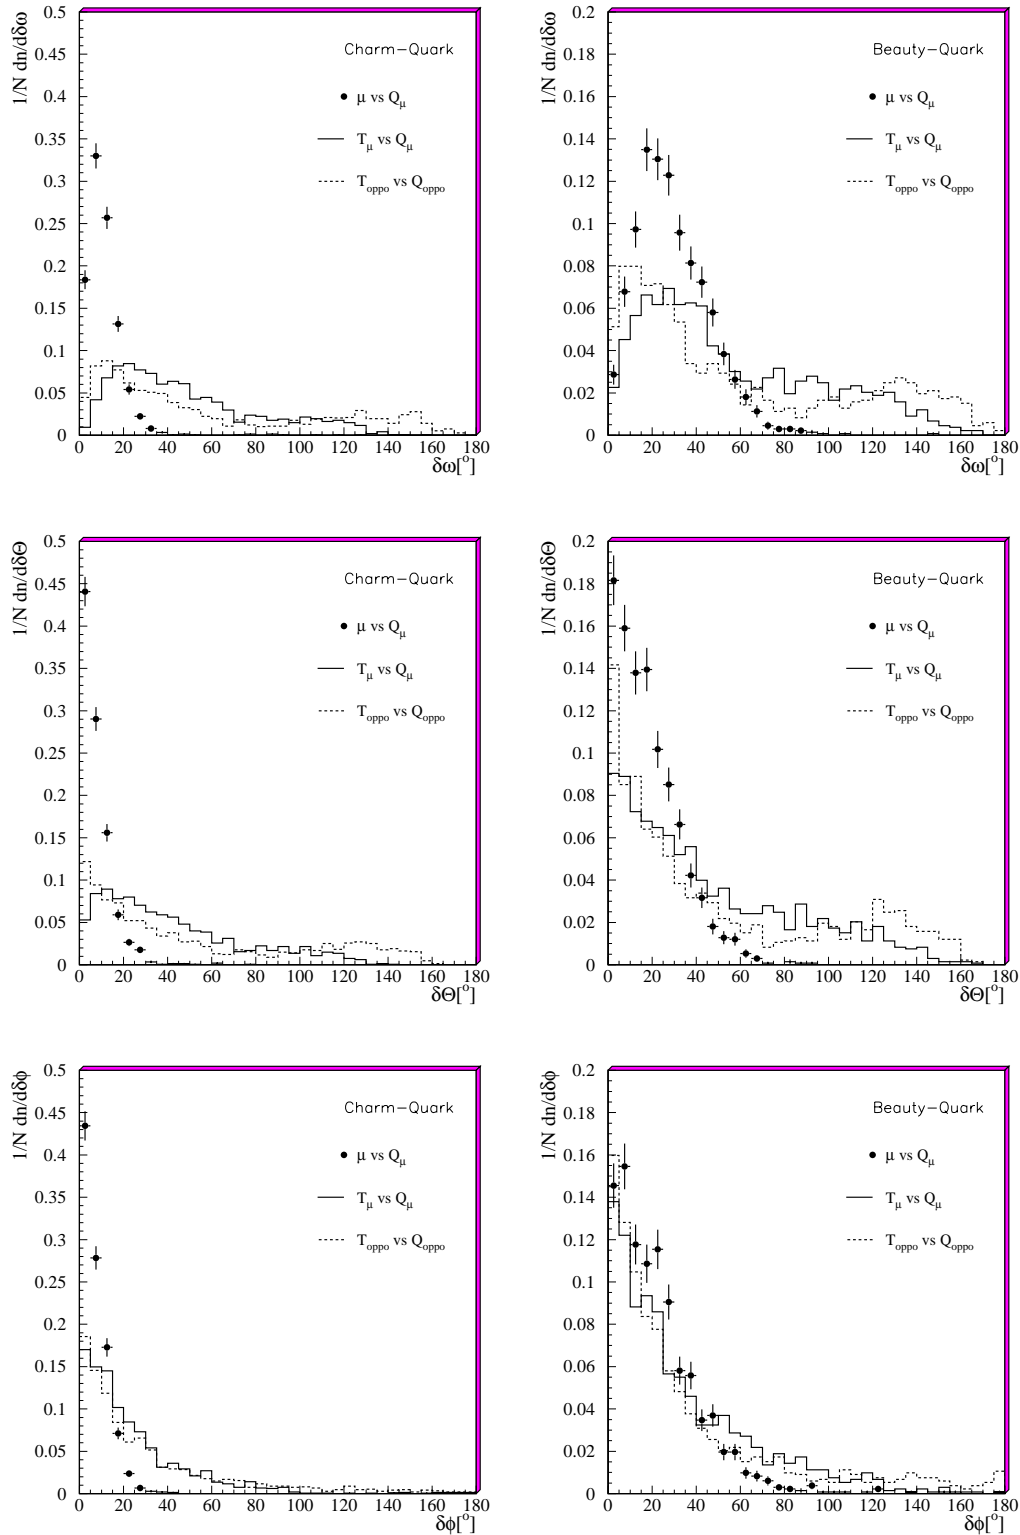 1/N dn/dδω
0.5
0.45
0.4
0.35
0.3
0.25
0.2
0.15
0.1
0.05
0
Charm-Quark
μ vs Qμ
Tμ vs Qμ
Toppo vs Qoppo
0 20 40 60 80 100 120 140 160 180
δω[o]
1/N dn/dδω
0.2
0.18
0.16
0.14
0.12
0.1
0.08
0.06
0.04
0.02
0
Beauty-Quark
μ vs Qμ
Tμ vs Qμ
Toppo vs Qoppo
0 20 40 60 80 100 120 140 160 180
δω[o]
1/N dn/dδΘ
0.5
0.45
0.4
0.35
0.3
0.25
0.2
0.15
0.1
0.05
0
Charm-Quark
μ vs Qμ
Tμ vs Qμ
Toppo vs Qoppo
0 20 40 60 80 100 120 140 160 180
δΘ[o]
1/N dn/dδΘ
0.2
0.18
0.16
0.14
0.12
0.1
0.08
0.06
0.04
0.02
0
Beauty-Quark
μ vs Qμ
Tμ vs Qμ
Toppo vs Qoppo
0 20 40 60 80 100 120 140 160 180
δΘ[o]
1/N dn/dδϕ
0.5
0.45
0.4
0.35
0.3
0.25
0.2
0.15
0.1
0.05
0
Charm-Quark
μ vs Qμ
Tμ vs Qμ
Toppo vs Qoppo
0 20 40 60 80 100 120 140 160 180
δϕ[o]
1/N dn/dδϕ
0.2
0.18
0.16
0.14
0.12
0.1
0.08
0.06
0.04
0.02
0
Beauty-Quark
μ vs Qμ
Tμ vs Qμ
Toppo vs Qoppo
0 20 40 60 80 100 120 140 160 180
δϕ[o]